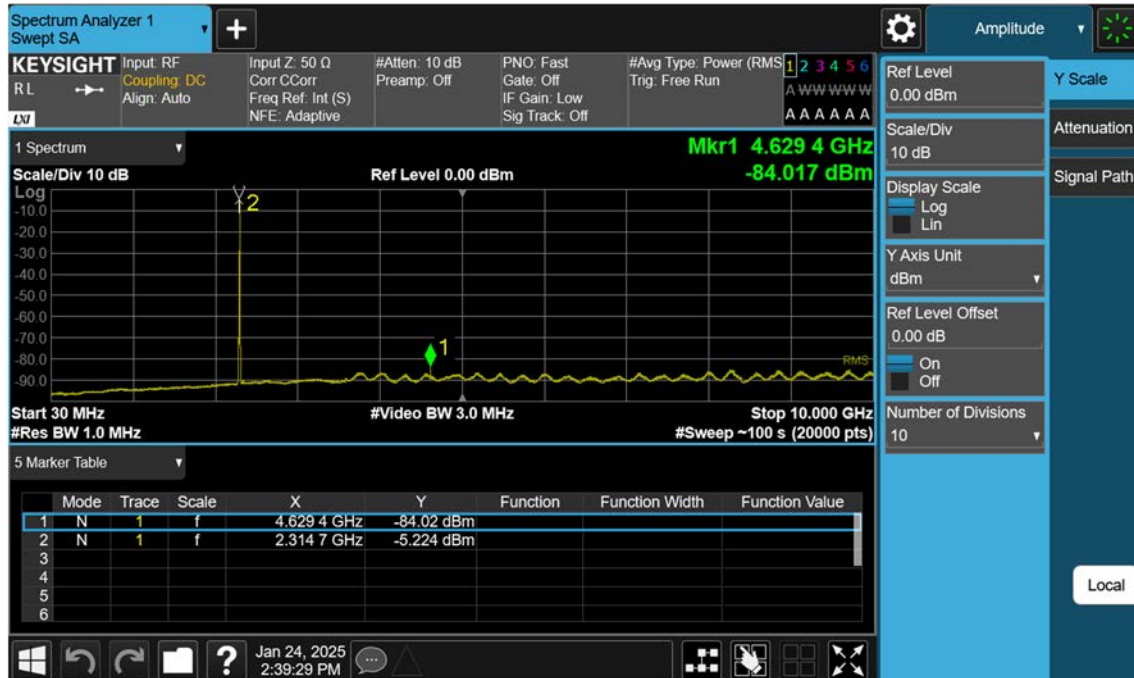 Spectrum Analyzer 1
Swept SA
Amplitude
KEYSIGHT
R L
LXI
Input: RF
Coupling: DC
Align: Auto
Input Z: 50 Ω
Corr CCorr
Freq Ref: Int (S)
NFE: Adaptive
#Atten: 10 dB
Preamp: Off
PNO: Fast
Gate: Off
IF Gain: Low
Sig Track: Off
#Avg Type: Power (RMS
Trig: Free Run
1 2 3 4 5 6
A W W W W W
A A A A A A
1 Spectrum
Mkr1 4.629 4 GHz
-84.017 dBm
Scale/Div 10 dB
Ref Level 0.00 dBm
Log
-10.0
-20.0
-30.0
-40.0
-50.0
-60.0
-70.0
-80.0
-90.0
2
1
RMS
Start 30 MHz
#Video BW 3.0 MHz
Stop 10.000 GHz
#Res BW 1.0 MHz
#Sweep ~100 s (20000 pts)
5 Marker Table
Mode Trace Scale X Y Function Function Width Function Value
1 N 1 f 4.629 4 GHz -84.02 dBm
2 N 1 f 2.314 7 GHz -5.224 dBm
3
4
5
6
Jan 24, 2025
2:39:29 PM
?
Ref Level
0.00 dBm
Scale/Div
10 dB
Display Scale
Log
Lin
Y Axis Unit
dBm
Ref Level Offset
0.00 dB
On
Off
Number of Divisions
10
Y Scale
Attenuation
Signal Path
Local